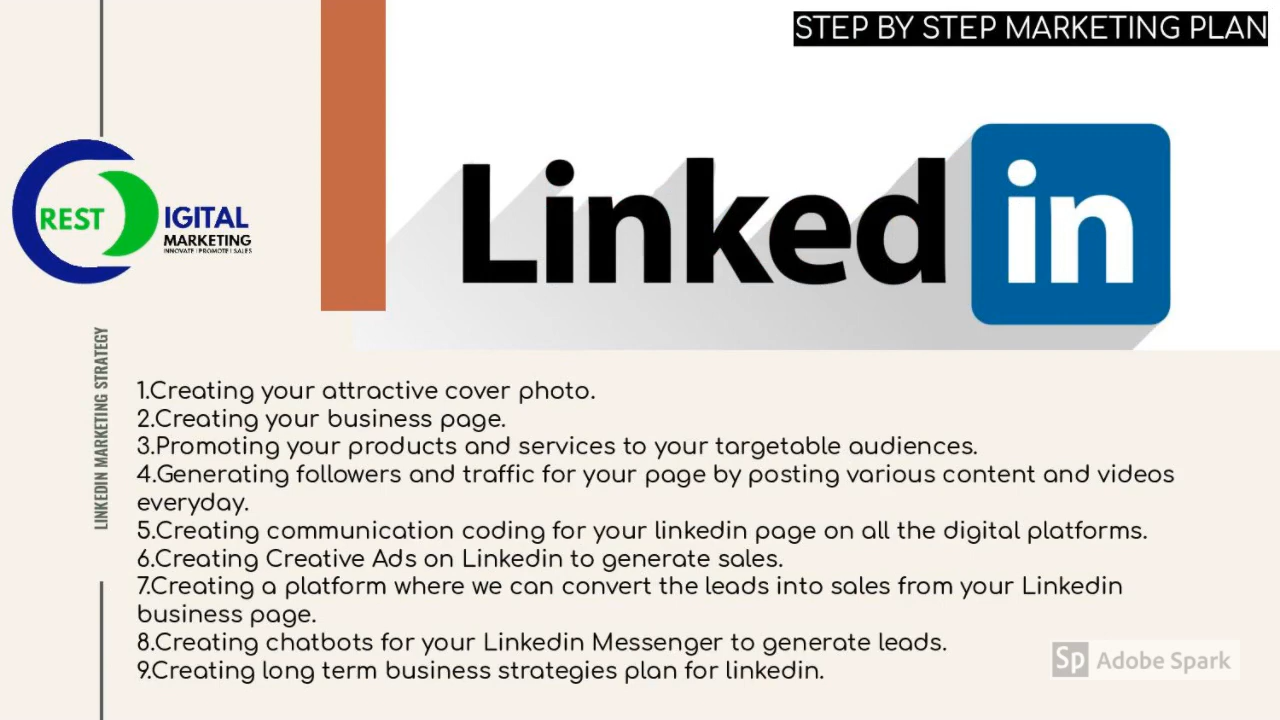 STEP BY STEP MARKETING PLAN
Linked in
REST IGITAL
MARKETING
INNOVATE | PROMOTE | SALES
LINKEDIN MARKETING STRATEGY
1.Creating your attractive cover photo.
2.Creating your business page.
3.Promoting your products and services to your targetable audiences.
4.Generating followers and traffic for your page by posting various content and videos
everyday.
5.Creating communication coding for your linkedin page on all the digital platforms.
6.Creating Creative Ads on Linkedin to generate sales.
7.Creating a platform where we can convert the leads into sales from your Linkedin
business page.
8.Creating chatbots for your Linkedin Messenger to generate leads.
9.Creating long term business strategies plan for linkedin.
Sp Adobe Spark